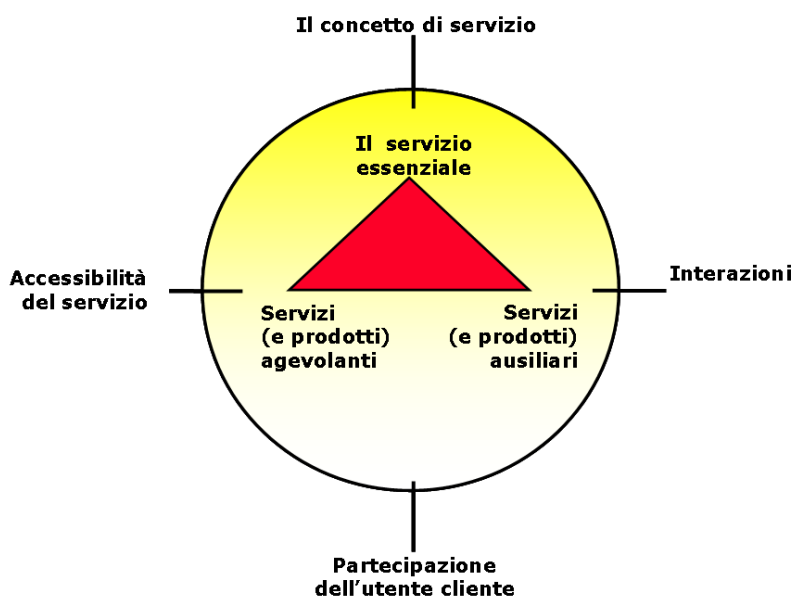 Il concetto di servizio
Il servizio
essenziale
Accessibilità
del servizio
Interazioni
Servizi
(e prodotti)
agevolanti
Servizi
(e prodotti)
ausiliari
Partecipazione
dell'utente cliente